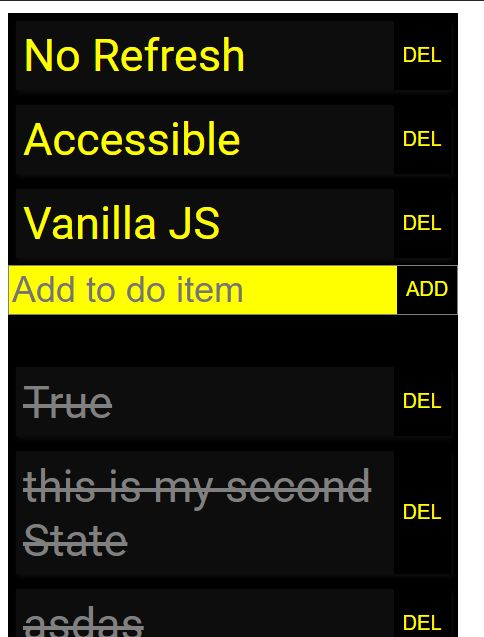 No Refresh DEL
Accessible DEL
Vanilla JS DEL
Add to do item ADD
True DEL
this is my second
State DEL
asdas DEL